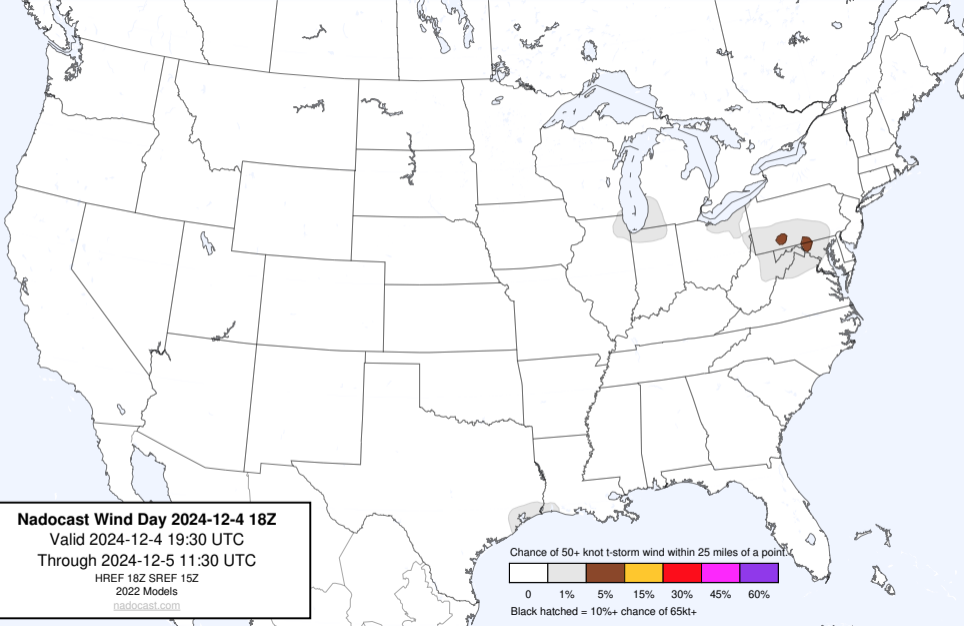 Nadocast Wind Day 2024-12-4 18Z
Valid 2024-12-4 19:30 UTC
Through 2024-12-5 11:30 UTC
HREF 18Z SREF 15Z
2022 Models
nadocast.com
Chance of 50+ knot t-storm wind within 25 miles of a point.
0 1% 5% 15% 30% 45% 60%
Black hatched = 10%+ chance of 65kt+